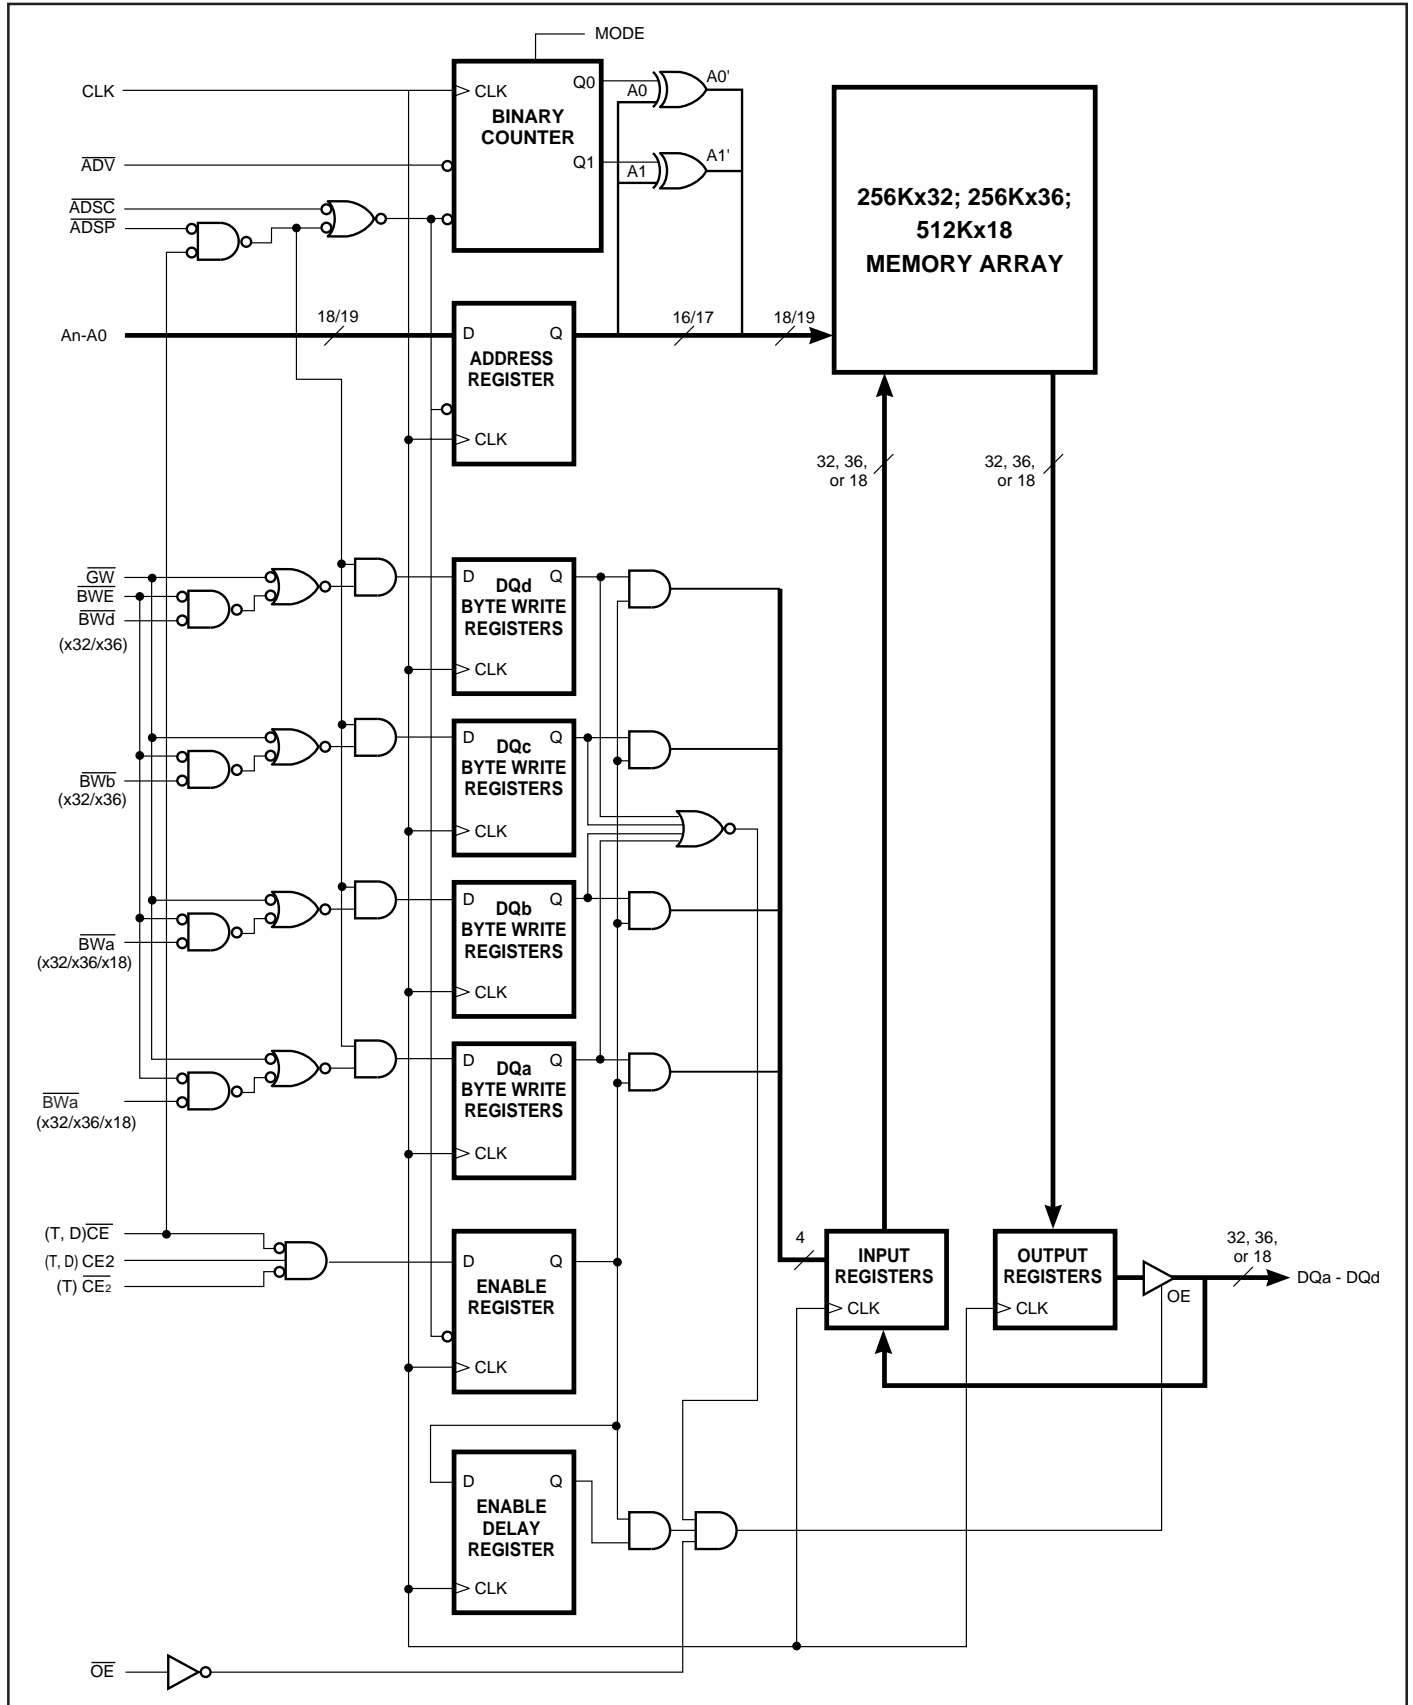 MODE
CLK
CLK
Q0
A0
A0'
BINARY
COUNTER
ADV
Q1
A1
A1'
ADSC
ADSP
256Kx32; 256Kx36;
512Kx18
MEMORY ARRAY
An-A0
18/19
D
Q
16/17
18/19
ADDRESS
REGISTER
CLK
32, 36,
or 18
32, 36,
or 18
GW
BWE
BWd
(x32/x36)
D
Q
DQd
BYTE WRITE
REGISTERS
CLK
BWb
(x32/x36)
D
Q
DQc
BYTE WRITE
REGISTERS
CLK
BWa
(x32/x36/x18)
D
Q
DQb
BYTE WRITE
REGISTERS
CLK
BWa
(x32/x36/x18)
D
Q
DQa
BYTE WRITE
REGISTERS
CLK
(T, D)CE
(T, D) CE2
(T) CE2
D
Q
ENABLE
REGISTER
CLK
4
INPUT
REGISTERS
CLK
OUTPUT
REGISTERS
CLK
OE
32, 36,
or 18
DQa - DQd
D
Q
ENABLE
DELAY
REGISTER
CLK
OE